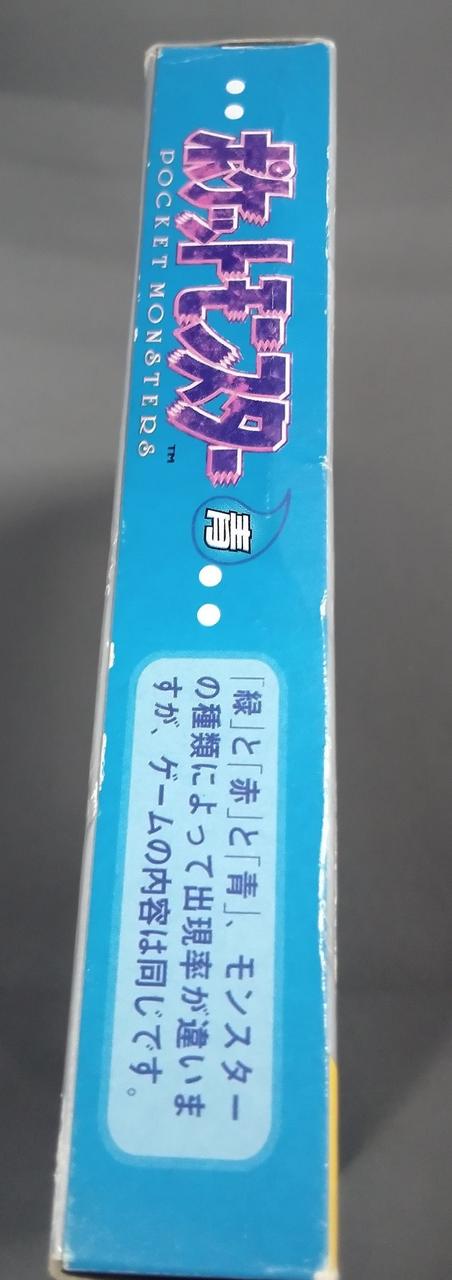 ポケットモンスター
POCKET MONSTERS
TM
青
「緑」と「赤」と「青」、モンスター
の種類によって出現率が違いま
すが、ゲームの内容は同じです。